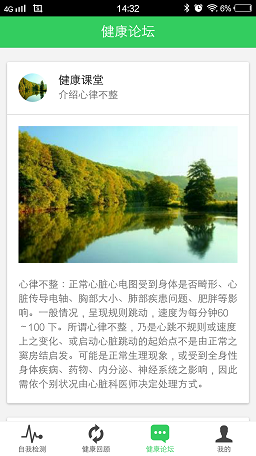 4G 14:32 6%
健康论坛
健康课堂
介绍心律不整
心律不整：正常心脏心电图受到身体是否畸形、心
脏传导电轴、胸部大小、肺部疾患问题、肥胖等影
响。一般情况，呈现规则跳动，速度为每分钟60
－100 下。所谓心律不整，乃是心跳不规则或速度
上之变化、或启动心脏跳动的起始点不是由正常之
窦房结启发。可能是正常生理现象，或受到全身性
身体疾病、药物、内分泌、神经系统之影响，因此
需依个别状况由心脏科医师决定处理方式。
自我检测 健康回顾 健康论坛 我的